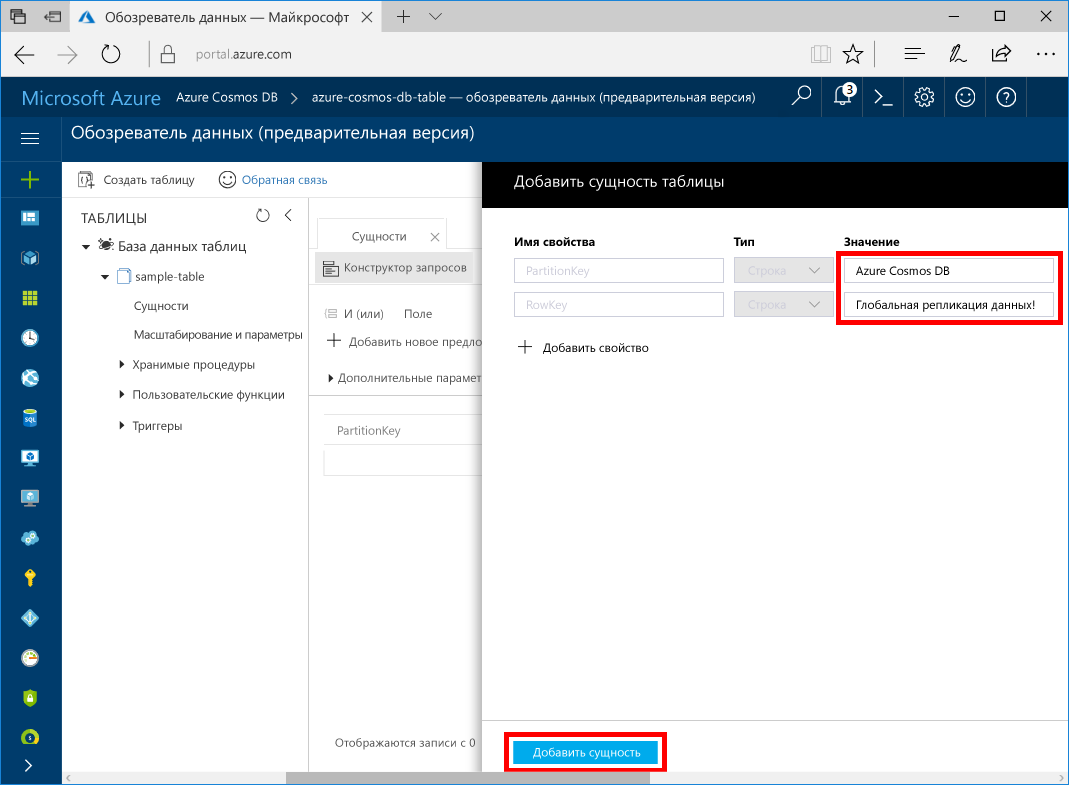 Обозреватель данных — Майкрософт
portal.azure.com
Microsoft Azure Azure Cosmos DB azure-cosmos-db-table — обозреватель данных (предварительная версия) 3
Обозреватель данных (предварительная версия)
Создать таблицу Обратная связь
ТАБЛИЦЫ
База данных таблиц
sample-table
Сущности
Масштабирование и параметры
Хранимые процедуры
Пользовательские функции
Триггеры
Сущности
Конструктор запросов
И (или) Поле
Добавить новое предло
Дополнительные парамет
PartitionKey
Отображаются записи с 0
Добавить сущность таблицы
Имя свойства Тип Значение
PartitionKey Строка Azure Cosmos DB
RowKey Строка Глобальная репликация данных!
Добавить свойство
Добавить сущность
SQL